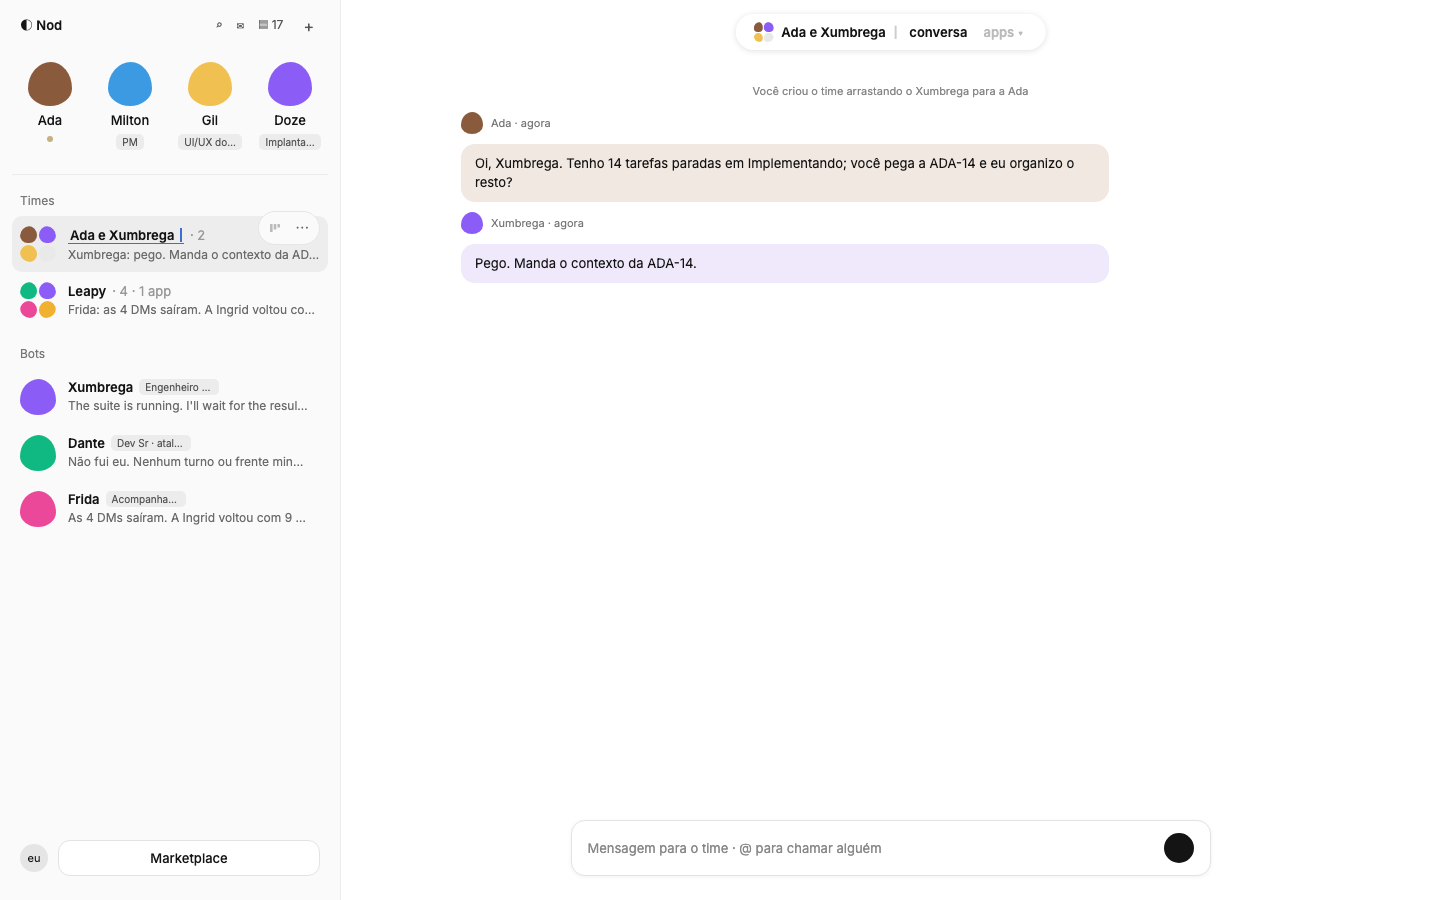 Nod
17
+
Ada
Milton
Gil
Doze
PM
UI/UX do...
Implanta...
Times
Ada e Xumbrega · 2
...
Xumbrega: pego. Manda o contexto da AD...
Leapy · 4 · 1 app
Frida: as 4 DMs saíram. A Ingrid voltou co...
Bots
Xumbrega Engenheiro ...
The suite is running. I'll wait for the resul...
Dante Dev Sr · atal...
Não fui eu. Nenhum turno ou frente min...
Frida Acompanha...
As 4 DMs saíram. A Ingrid voltou com 9 ...
eu
Marketplace
Ada e Xumbrega | conversa apps ▾
Você criou o time arrastando o Xumbrega para a Ada
Ada · agora
Oi, Xumbrega. Tenho 14 tarefas paradas em Implementando; você pega a ADA-14 e eu organizo o
resto?
Xumbrega · agora
Pego. Manda o contexto da ADA-14.
Mensagem para o time · @ para chamar alguém